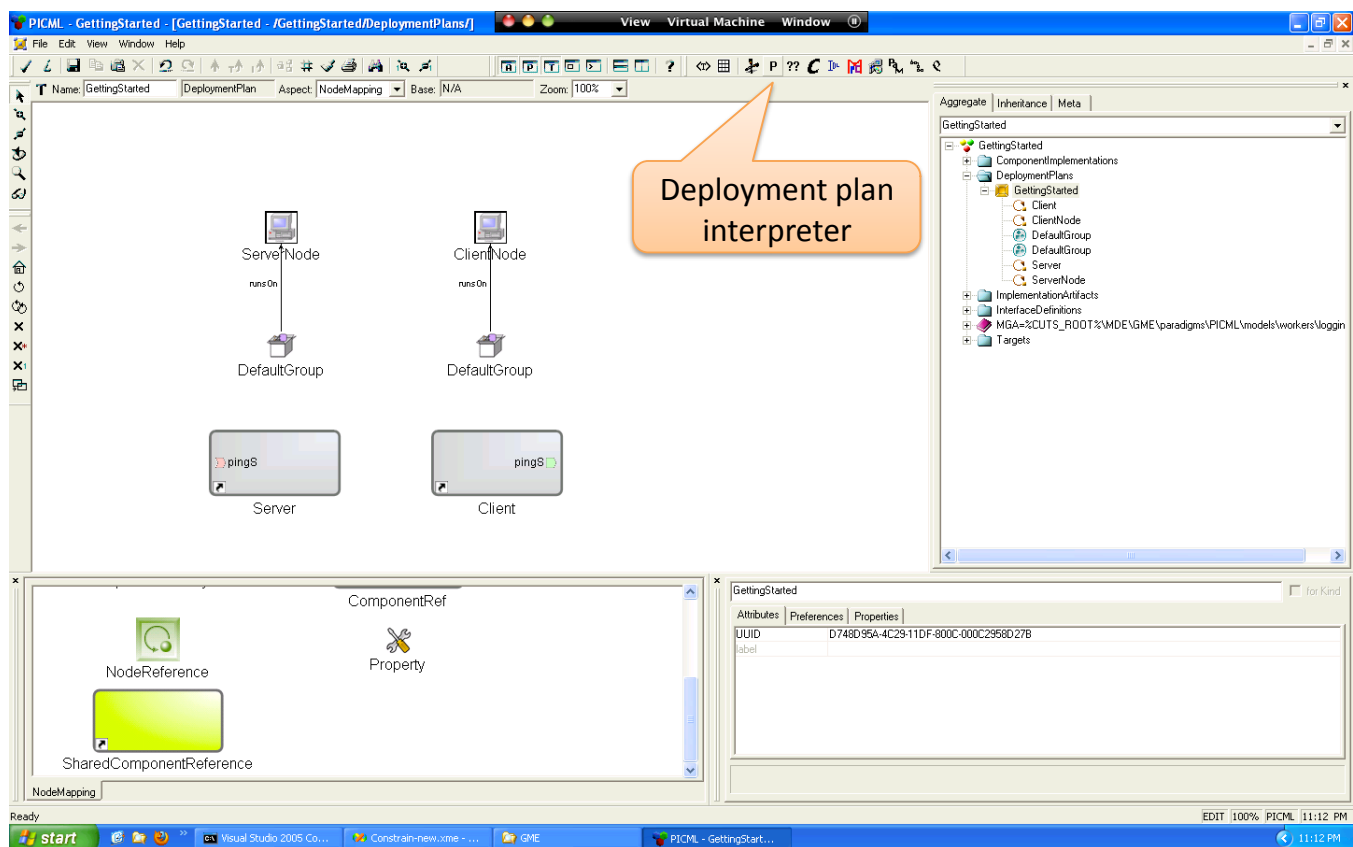 PICML - GettingStarted - [GettingStarted - /GettingStarted/DeploymentPlans/]
View Virtual Machine Window
File Edit View Window Help
T Name: GettingStarted DeploymentPlan Aspect: NodeMapping Base: N/A Zoom: 100%
Deployment plan
interpreter
ServerNode ClientNode
runsOn runsOn
DefaultGroup DefaultGroup
pingS pingS
Server Client
Aggregate Inheritance Meta
GettingStarted
GettingStarted
ComponentImplementations
DeploymentPlans
GettingStarted
Client
ClientNode
DefaultGroup
DefaultGroup
Server
ServerNode
ImplementationArtifacts
InterfaceDefinitions
MGA=%CUTS_ROOT%\MDE\GME\paradigms\PICML\models\workers\loggin
Targets
ComponentRef
NodeReference
Property
SharedComponentReference
NodeMapping
GettingStarted for Kind
Attributes Preferences Properties
UUID D748D95A-4C29-11DF-800C-000C2958D27B
label
Ready EDIT 100% PICML 11:12 PM
start Visual Studio 2005 Co... Constrain-new.xme - ... GME PICML - GettingStart... 11:12 PM